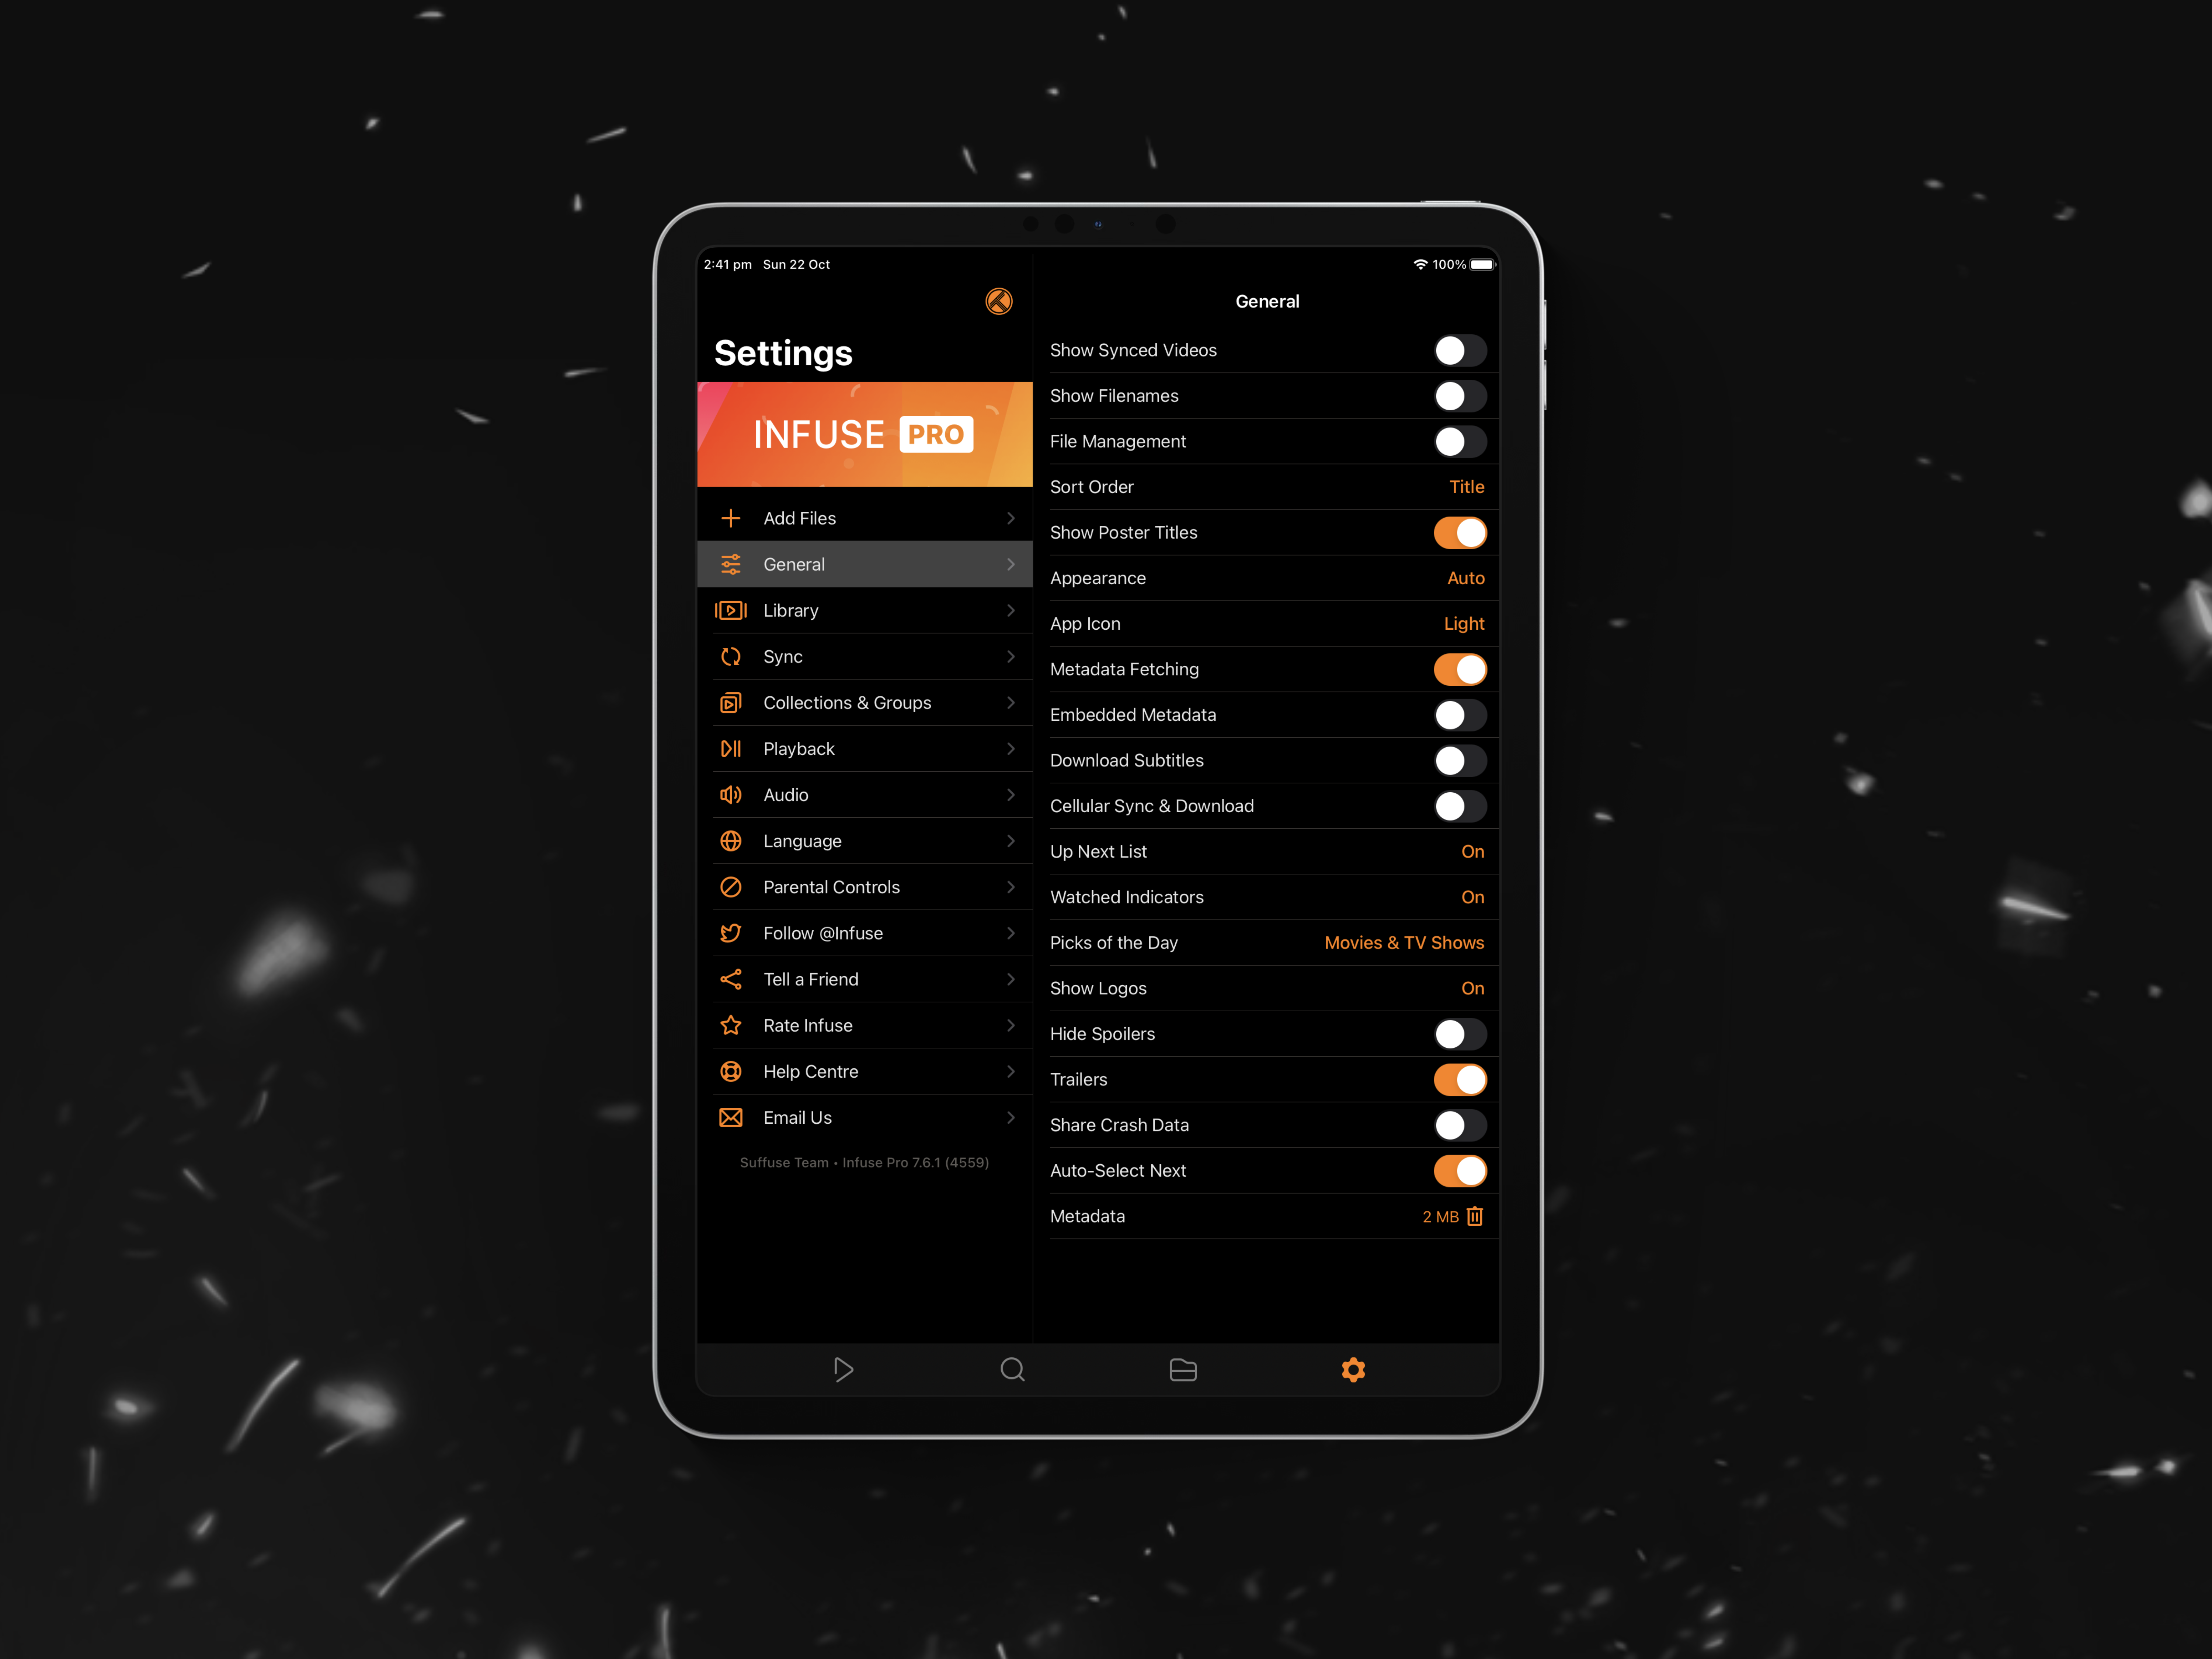 2:41 pm Sun 22 Oct
100%
Settings
INFUSE PRO
Add Files
General
Library
Sync
Collections & Groups
Playback
Audio
Language
Parental Controls
Follow @Infuse
Tell a Friend
Rate Infuse
Help Centre
Email Us
Suffuse Team • Infuse Pro 7.6.1 (4559)
General
Show Synced Videos
Show Filenames
File Management
Sort Order Title
Show Poster Titles
Appearance Auto
App Icon Light
Metadata Fetching
Embedded Metadata
Download Subtitles
Cellular Sync & Download
Up Next List On
Watched Indicators On
Picks of the Day Movies & TV Shows
Show Logos On
Hide Spoilers
Trailers
Share Crash Data
Auto-Select Next
Metadata 2 MB